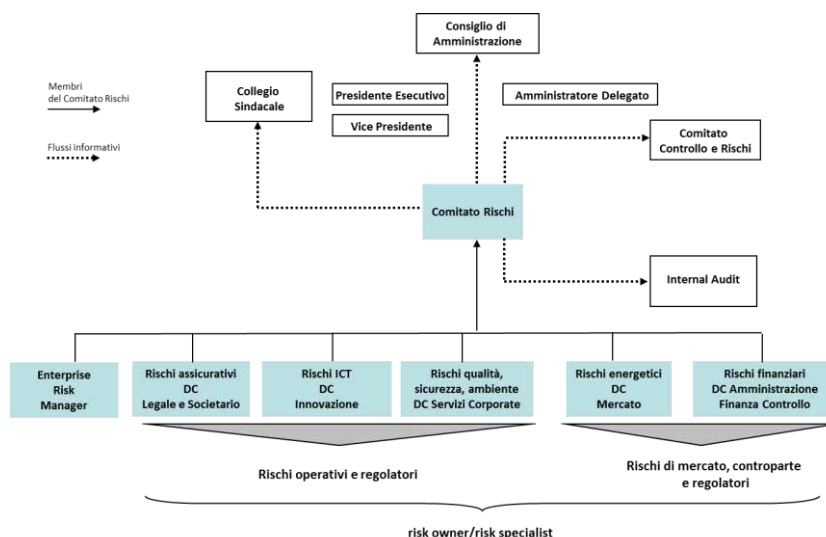 Consiglio di
Amministrazione
Membri
del Comitato Rischi
Collegio
Sindacale
Presidente Esecutivo
Amministratore Delegato
Vice Presidente
Comitato
Controllo e Rischi
Flussi informativi
Comitato Rischi
Internal Audit
Enterprise
Risk
Manager
Rischi assicurativi
DC
Legale e Societario
Rischi ICT
DC
Innovazione
Rischi qualità,
sicurezza, ambiente
DC Servizi Corporate
Rischi energetici
DC
Mercato
Rischi finanziari
DC Amministrazione
Finanza Controllo
Rischi operativi e regolatori
Rischi di mercato, controparte
e regolatori
risk owner/risk specialist